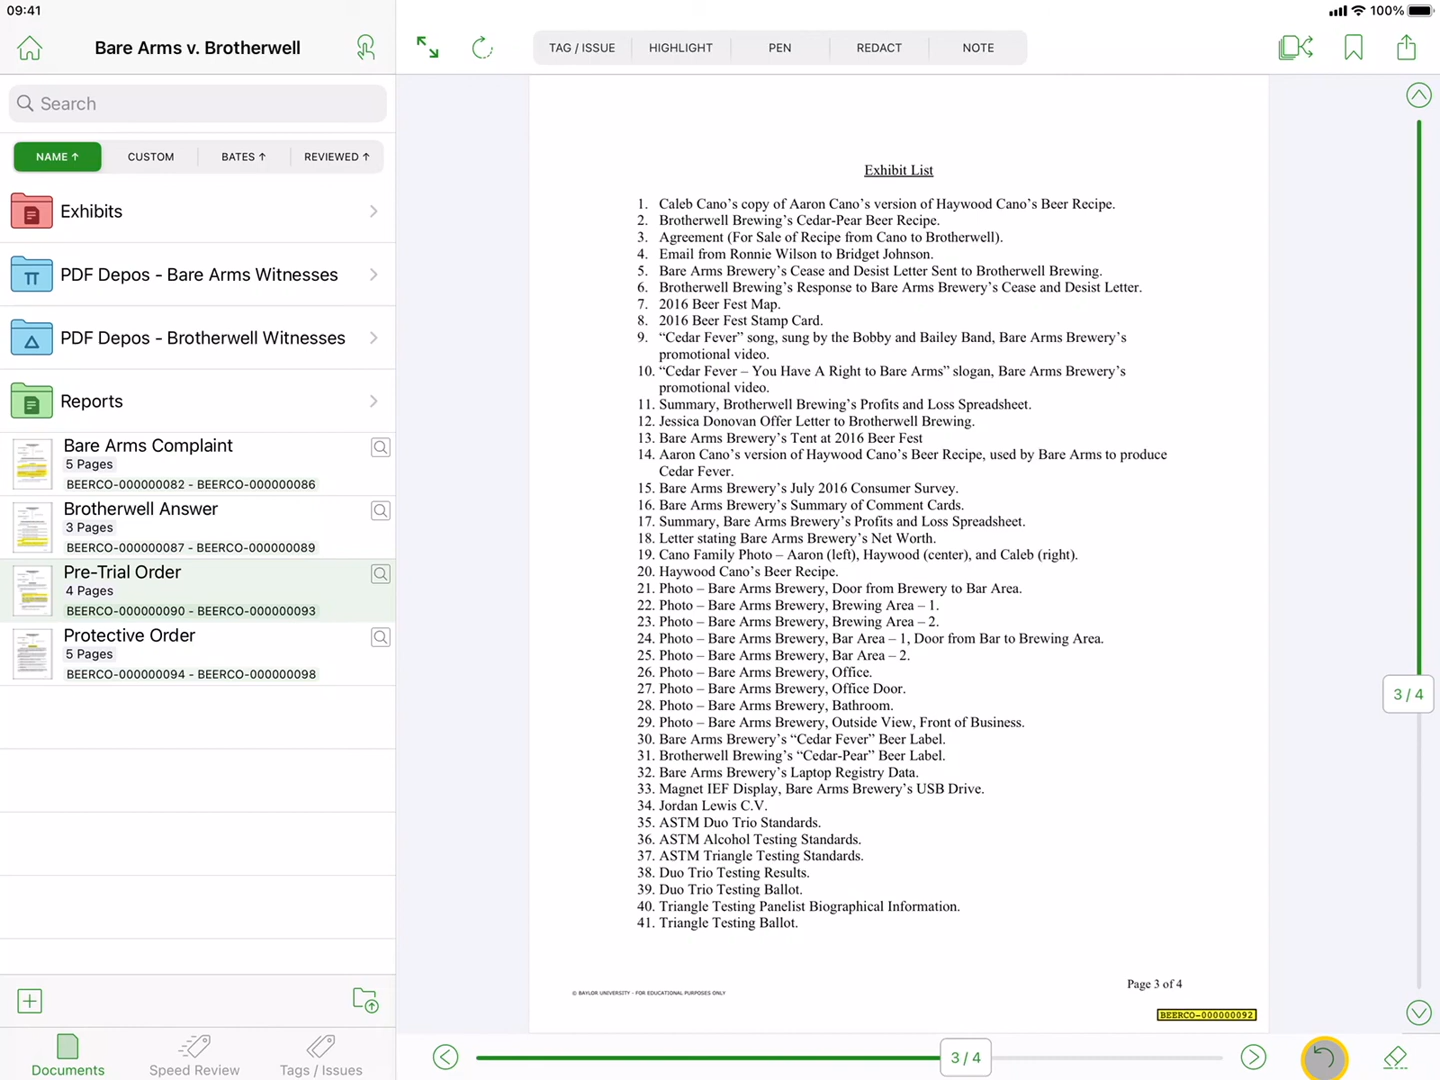 09:41
100%
Bare Arms v. Brotherwell
TAG / ISSUE
HIGHLIGHT
PEN
REDACT
NOTE
Search
NAME ↑
CUSTOM
BATES ↑
REVIEWED ↑
Exhibits
PDF Depos - Bare Arms Witnesses
PDF Depos - Brotherwell Witnesses
Reports
Bare Arms Complaint
5 Pages
BEERCO-000000082 - BEERCO-000000086
Brotherwell Answer
3 Pages
BEERCO-000000087 - BEERCO-000000089
Pre-Trial Order
4 Pages
BEERCO-000000090 - BEERCO-000000093
Protective Order
5 Pages
BEERCO-000000094 - BEERCO-000000098
Documents
Speed Review
Tags / Issues
Exhibit List
1. Caleb Cano's copy of Aaron Cano's version of Haywood Cano's Beer Recipe.
2. Brotherwell Brewing's Cedar-Pear Beer Recipe.
3. Agreement (For Sale of Recipe from Cano to Brotherwell).
4. Email from Ronnie Wilson to Bridget Johnson.
5. Bare Arms Brewery's Cease and Desist Letter Sent to Brotherwell Brewing.
6. Brotherwell Brewing's Response to Bare Arms Brewery's Cease and Desist Letter.
7. 2016 Beer Fest Map.
8. 2016 Beer Fest Stamp Card.
9. “Cedar Fever” song, sung by the Bobby and Bailey Band, Bare Arms Brewery's
promotional video.
10. “Cedar Fever – You Have A Right to Bare Arms” slogan, Bare Arms Brewery's
promotional video.
11. Summary, Brotherwell Brewing's Profits and Loss Spreadsheet.
12. Jessica Donovan Offer Letter to Brotherwell Brewing.
13. Bare Arms Brewery's Tent at 2016 Beer Fest
14. Aaron Cano's version of Haywood Cano's Beer Recipe, used by Bare Arms to produce
Cedar Fever.
15. Bare Arms Brewery's July 2016 Consumer Survey.
16. Bare Arms Brewery's Summary of Comment Cards.
17. Summary, Bare Arms Brewery's Profits and Loss Spreadsheet.
18. Letter stating Bare Arms Brewery's Net Worth.
19. Cano Family Photo – Aaron (left), Haywood (center), and Caleb (right).
20. Haywood Cano's Beer Recipe.
21. Photo – Bare Arms Brewery, Door from Brewery to Bar Area.
22. Photo – Bare Arms Brewery, Brewing Area – 1.
23. Photo – Bare Arms Brewery, Brewing Area – 2.
24. Photo – Bare Arms Brewery, Bar Area – 1, Door from Bar to Brewing Area.
25. Photo – Bare Arms Brewery, Bar Area – 2.
26. Photo – Bare Arms Brewery, Office.
27. Photo – Bare Arms Brewery, Office Door.
28. Photo – Bare Arms Brewery, Bathroom.
29. Photo – Bare Arms Brewery, Outside View, Front of Business.
30. Bare Arms Brewery's “Cedar Fever” Beer Label.
31. Brotherwell Brewing's “Cedar-Pear” Beer Label.
32. Bare Arms Brewery's Laptop Registry Data.
33. Magnet IEF Display, Bare Arms Brewery's USB Drive.
34. Jordan Lewis C.V.
35. ASTM Duo Trio Standards.
36. ASTM Alcohol Testing Standards.
37. ASTM Triangle Testing Standards.
38. Duo Trio Testing Results.
39. Duo Trio Testing Ballot.
40. Triangle Testing Panelist Biographical Information.
41. Triangle Testing Ballot.
Page 3 of 4
© BAYLOR UNIVERSITY - FOR EDUCATIONAL PURPOSES ONLY
BEERCO-000000092
3 / 4
3 / 4